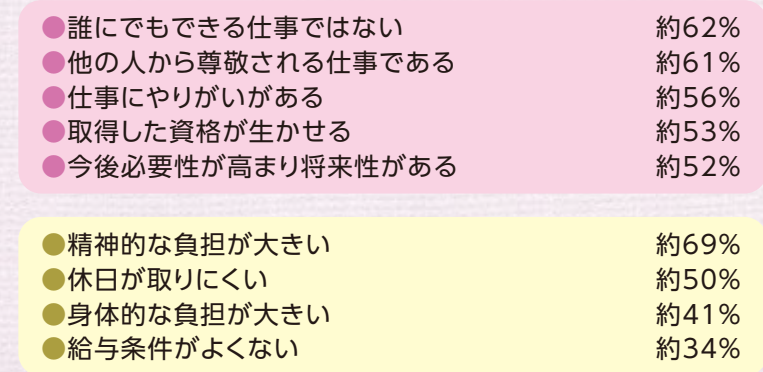 ●誰にでもできる仕事ではない 約62%
●他の人から尊敬される仕事である 約61%
●仕事にやりがいがある 約56%
●取得した資格が生かせる 約53%
●今後必要性が高まり将来性がある 約52%
●精神的な負担が大きい 約69%
●休日が取りにくい 約50%
●身体的な負担が大きい 約41%
●給与条件がよくない 約34%